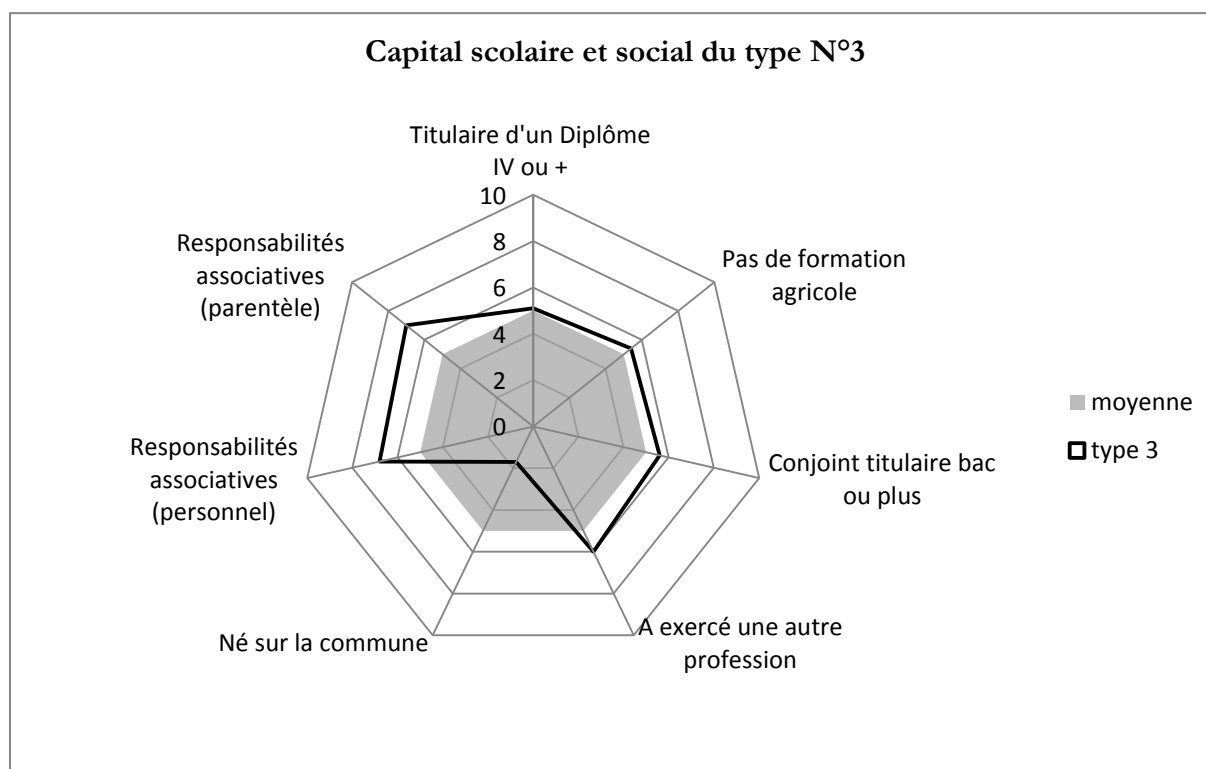 Capital scolaire et social du type N°3
Titulaire d'un Diplôme
IV ou +
10
8
6
4
2
0
Pas de formation
agricole
Conjoint titulaire bac
ou plus
A exercé une autre
profession
Né sur la commune
Responsabilités
associatives
(personnel)
Responsabilités
associatives
(parentèle)
moyenne
type 3